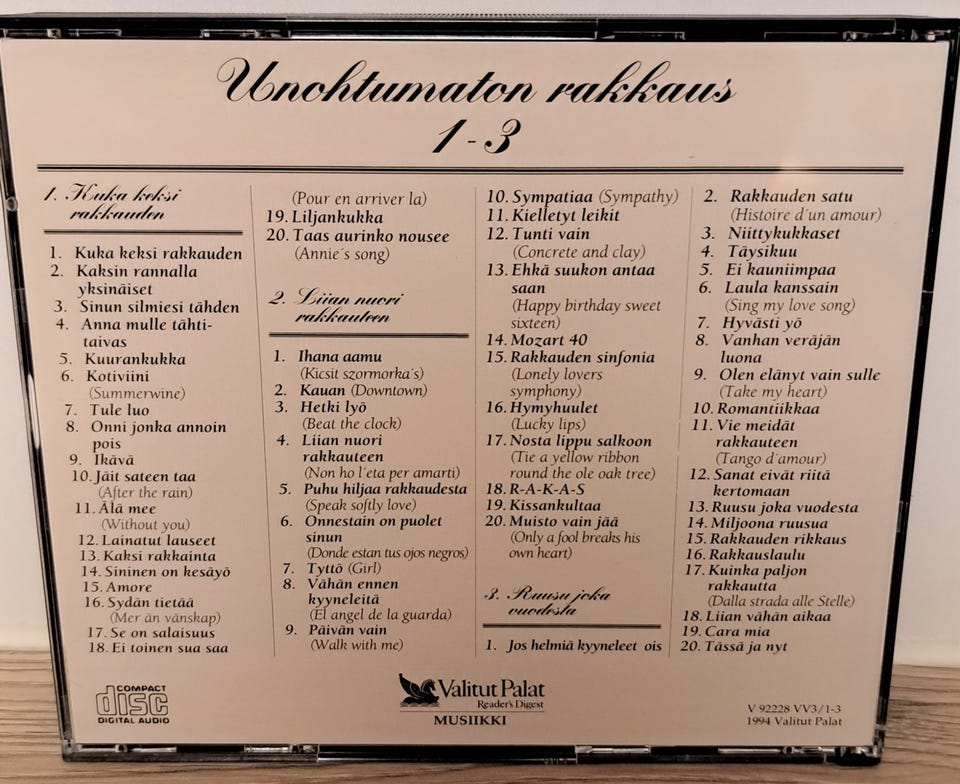 Unohtumaton rakkaus
1-3
1. Kuka keksi
rakkauden
1. Kuka keksi rakkauden
2. Kaksin rannalla
yksinäiset
3. Sinun silmiesi tähden
4. Anna mulle tähti-
taivas
5. Kuurankukka
6. Kotiviini
(Summerwine)
7. Tule luo
8. Onni jonka annoin
pois
9. Ikävä
10. Jäit sateen taa
(After the rain)
11. Älä mee
(Without you)
12. Lainatut lauseet
13. Kaksi rakkainta
14. Sininen on kesäyö
15. Amore
16. Sydän tietää
(Mer än vänskap)
17. Se on salaisuus
18. Ei toinen sua saa
(Pour en arriver la)
19. Liljankukka
20. Taas aurinko nousee
(Annie´s song)
2. Liian nuori
rakkauteen
1. Ihana aamu
(Kicsit szormorka´s)
2. Kauan (Downtown)
3. Hetki lyö
(Beat the clock)
4. Liian nuori
rakkauteen
(Non ho l´eta per amarti)
5. Puhu hiljaa rakkaudesta
(Speak softly love)
6. Onnestain on puolet
sinun
(Donde estan tus ojos negros)
7. Tyttö (Girl)
8. Vähän ennen
kyyneleitä
(El angel de la guarda)
9. Päivän vain
(Walk with me)
10. Sympatiaa (Sympathy)
11. Kielletyt leikit
12. Tunti vain
(Concrete and clay)
13. Ehkä suukon antaa
saan
(Happy birthday sweet
sixteen)
14. Mozart 40
15. Rakkauden sinfonia
(Lonely lovers
symphony)
16. Hymyhuulet
(Lucky lips)
17. Nosta lippu salkoon
(Tie a yellow ribbon
round the ole oak tree)
18. R-A-K-A-S
19. Kissankultaa
20. Muisto vain jää
(Only a fool breaks his
own heart)
3. Ruusu joka
vuodesta
1. Jos helmiä kyyneleet ois
2. Rakkauden satu
(Histoire d´un amour)
3. Niittykukkaset
4. Täysikuu
5. Ei kauniimpaa
6. Laula kanssain
(Sing my love song)
7. Hyvästi yö
8. Vanhan veräjän
luona
9. Olen elänyt vain sulle
(Take my heart)
10. Romantiikkaa
11. Vie meidät
rakkauteen
(Tango d´amour)
12. Sanat eivät riitä
kertomaan
13. Ruusu joka vuodesta
14. Miljoona ruusua
15. Rakkauden rikkaus
16. Rakkauslaulu
17. Kuinka paljon
rakkautta
(Dalla strada alle Stelle)
18. Liian vähän aikaa
19. Cara mia
20. Tässä ja nyt
COMPACT
disc
DIGITAL AUDIO
Valitut Palat
Reader's Digest
MUSIIKKI
V 92228 VV3/1-3
1994 Valitut Palat